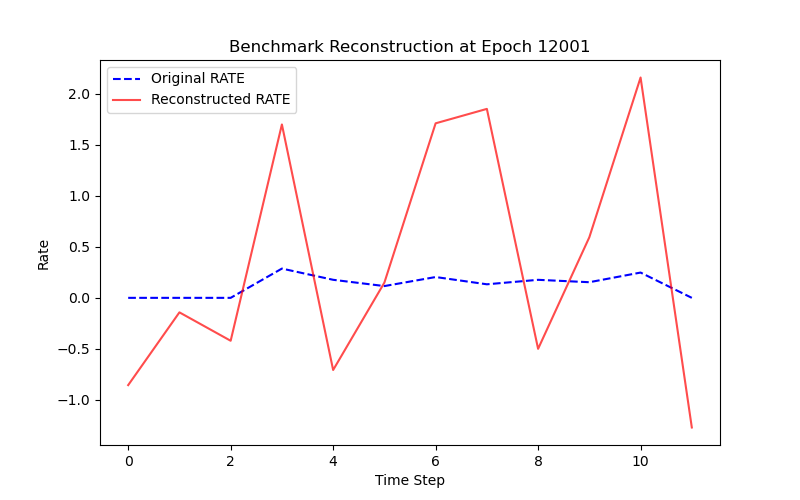 Benchmark Reconstruction at Epoch 12001
Original RATE
Reconstructed RATE
2.0
1.5
1.0
0.5
0.0
−0.5
−1.0
Rate
0 2 4 6 8 10
Time Step